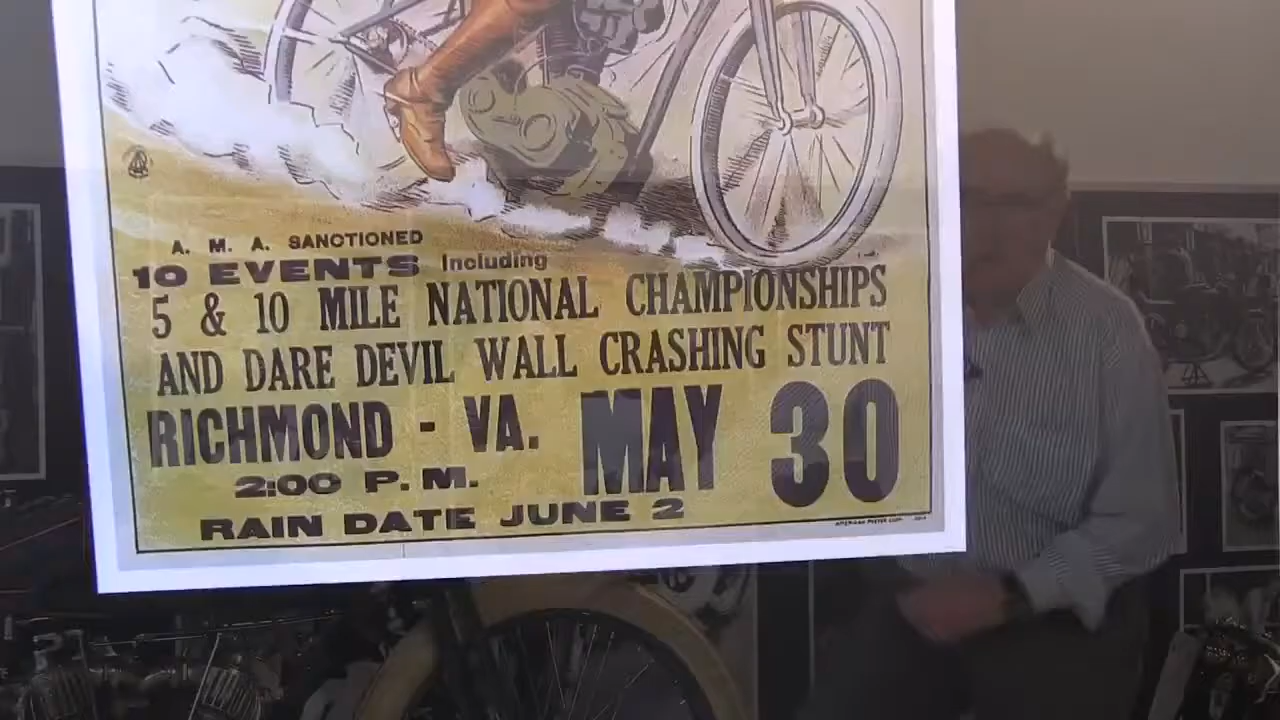 A. M. A. SANCTIONED
10 EVENTS Including
5 & 10 MILE NATIONAL CHAMPIONSHIPS
AND DARE DEVIL WALL CRASHING STUNT
RICHMOND - VA. MAY 30
2:00 P. M.
RAIN DATE JUNE 2